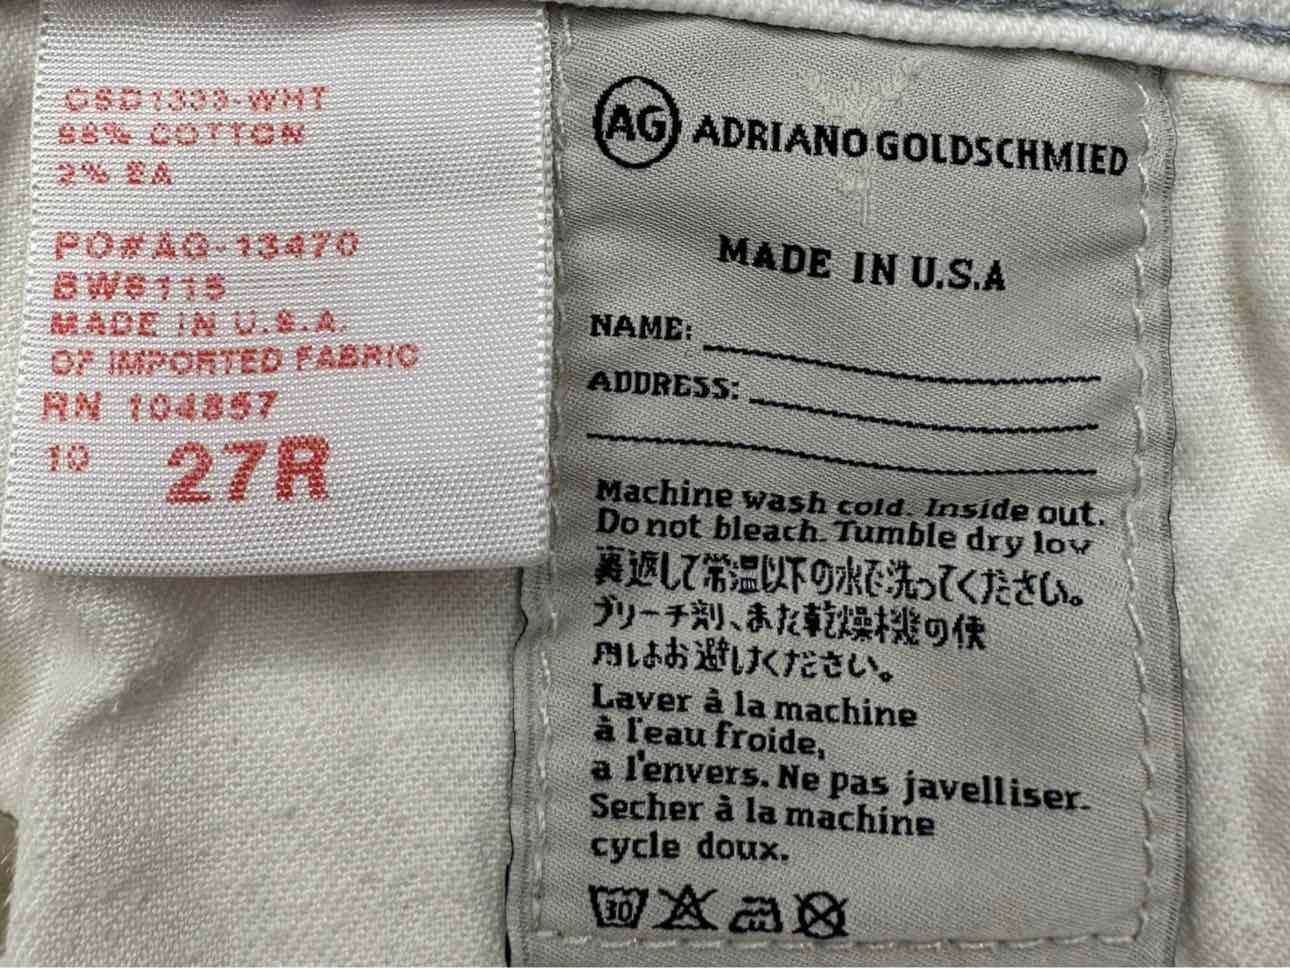 CSD1333-WHT
98% COTTON
2% EA
PO#AG-13470
BW6115
MADE IN U.S.A.
OF IMPORTED FABRIC
RN 104857
10 27R
AG ADRIANO GOLDSCHMIED
MADE IN U.S.A
NAME:
ADDRESS:
Machine wash cold. Inside out.
Do not bleach. Tumble dry low
裏返して常温以下の水で洗ってください。
ブリーチ剤、また乾燥機の使
用はお避けください。
Laver à la machine
à l'eau froide,
a l'envers. Ne pas javelliser.
Secher à la machine
cycle doux.
30